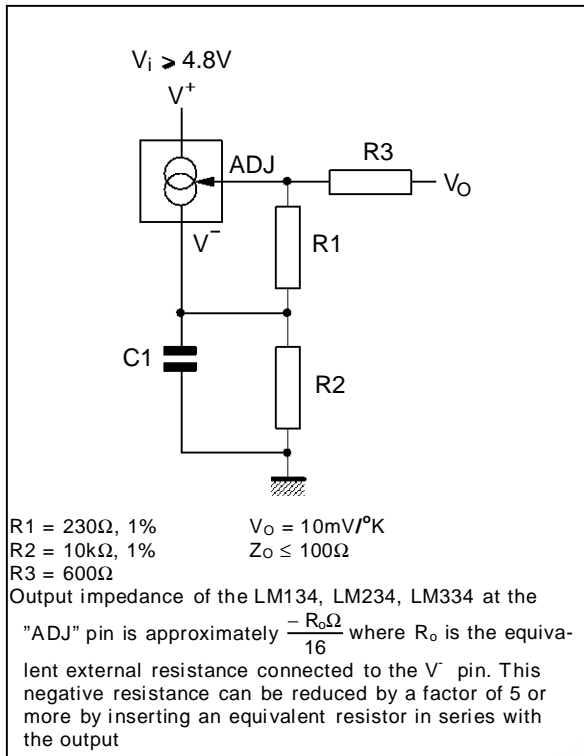 Vi ⩾ 4.8V
V+
ADJ
R3
VO
V−
R1
C1
R2
R1 = 230Ω, 1%
VO = 10mV/°K
R2 = 10kΩ, 1%
ZO ≤ 100Ω
R3 = 600Ω
Output impedance of the LM134, LM234, LM334 at the
"ADJ" pin is approximately − RoΩ/16 where Ro is the equiva-
lent external resistance connected to the V- pin. This
negative resistance can be reduced by a factor of 5 or
more by inserting an equivalent resistor in series with
the output